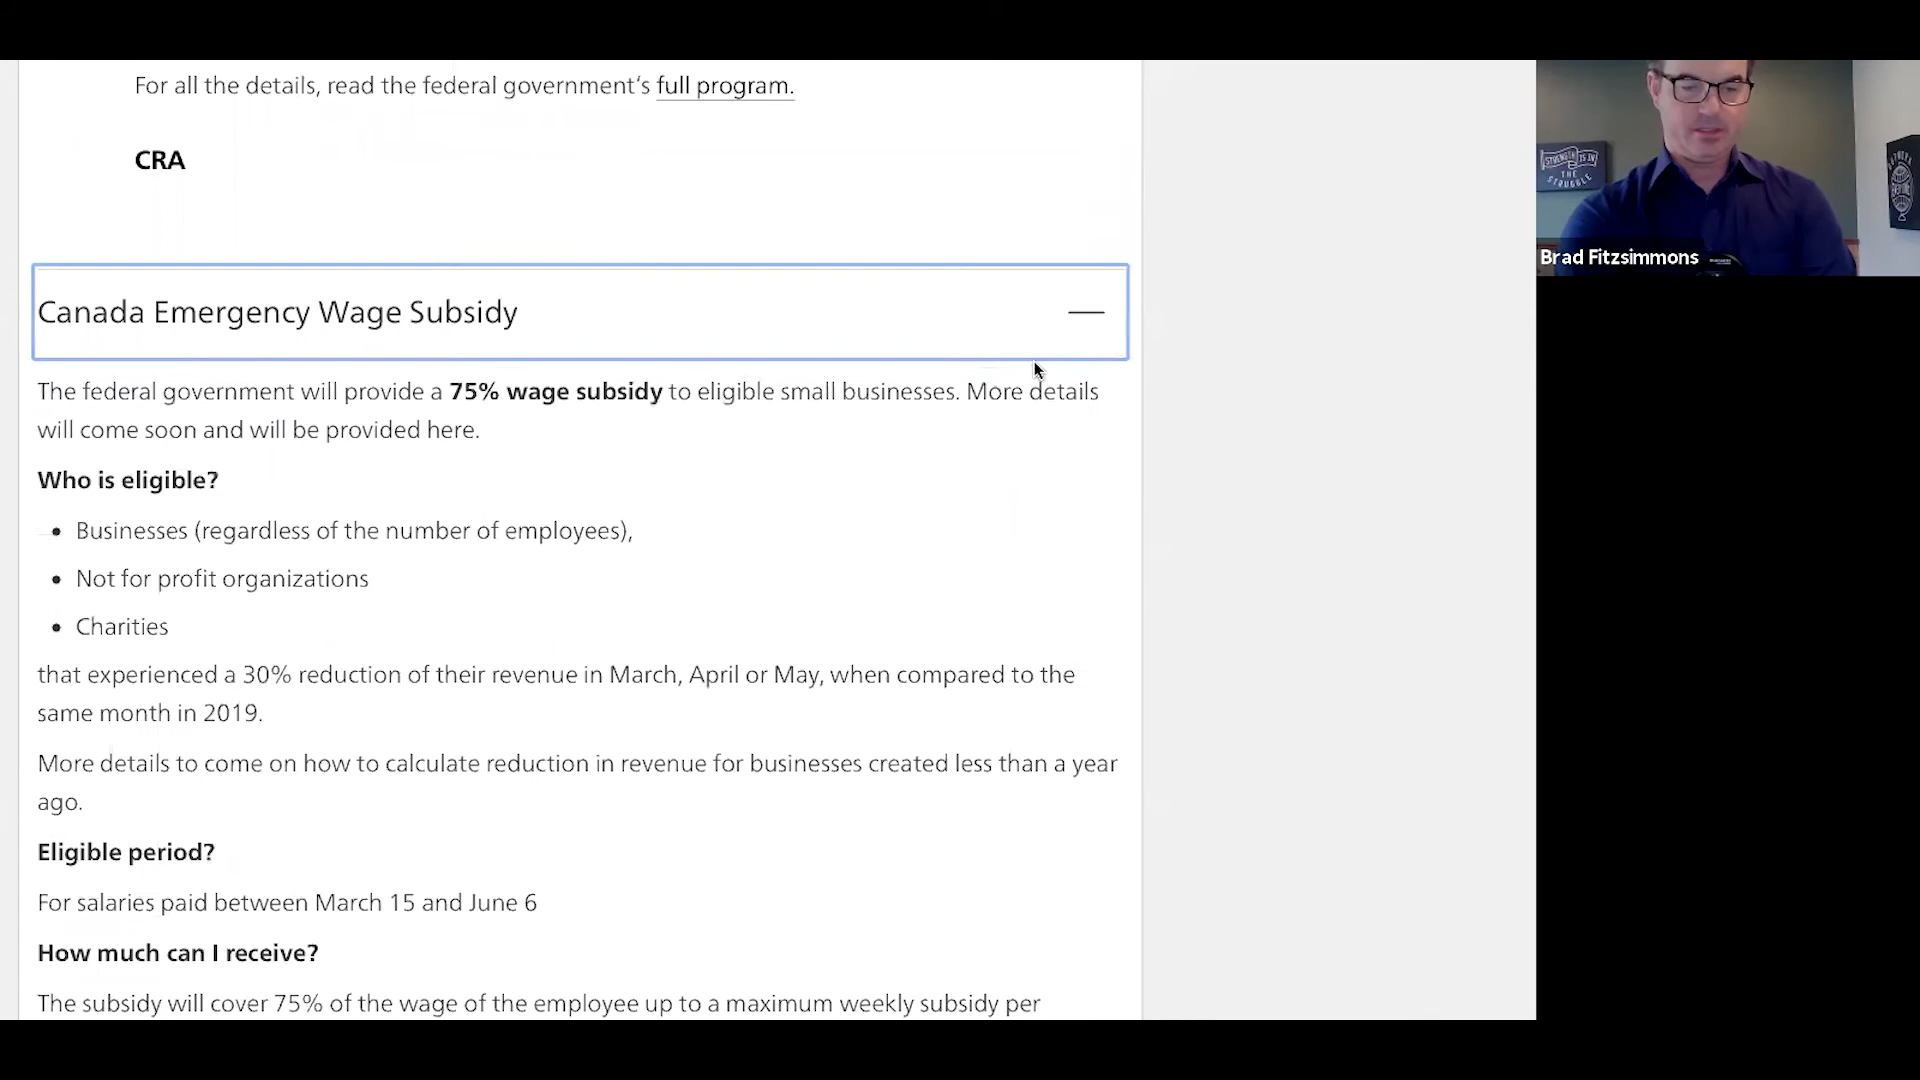 For all the details, read the federal government’s full program.
CRA
Canada Emergency Wage Subsidy
The federal government will provide a 75% wage subsidy to eligible small businesses. More details
will come soon and will be provided here.
Who is eligible?
• Businesses (regardless of the number of employees),
• Not for profit organizations
• Charities
that experienced a 30% reduction of their revenue in March, April or May, when compared to the
same month in 2019.
More details to come on how to calculate reduction in revenue for businesses created less than a year
ago.
Eligible period?
For salaries paid between March 15 and June 6
How much can I receive?
The subsidy will cover 75% of the wage of the employee up to a maximum weekly subsidy per
STRENGTH IS IN
THE
STRUGGLE
Brad Fitzsimmons